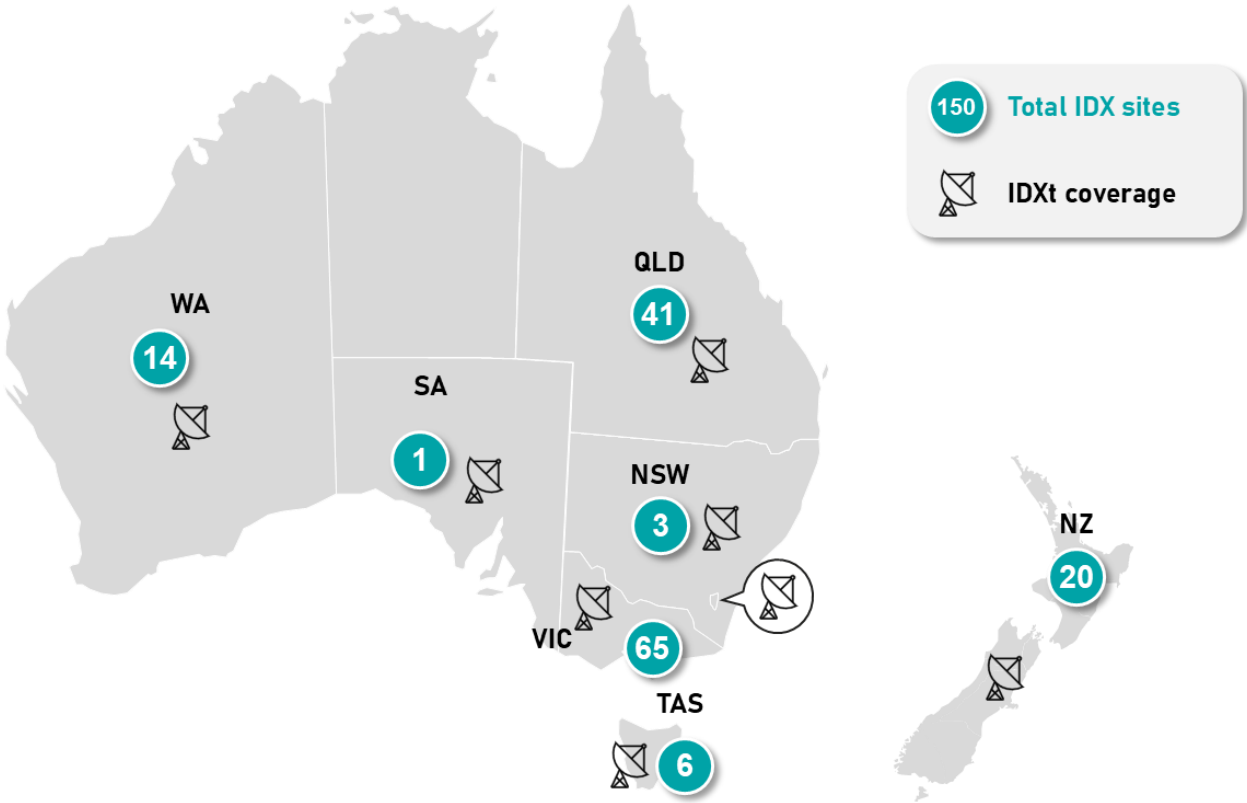 150 Total IDX sites
IDXt coverage
QLD
41
WA
14
SA
1
NSW
3
NZ
20
VIC
65
TAS
6